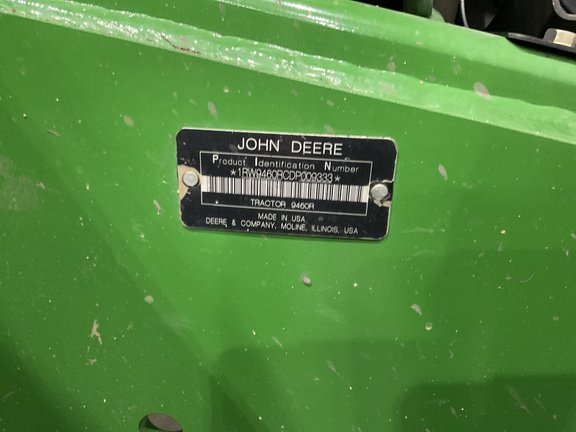 JOHN DEERE
Product Identification Number
*1RW9460RCDP009333*
TRACTOR 9460R
MADE IN USA
DEERE & COMPANY, MOLINE, ILLINOIS, USA